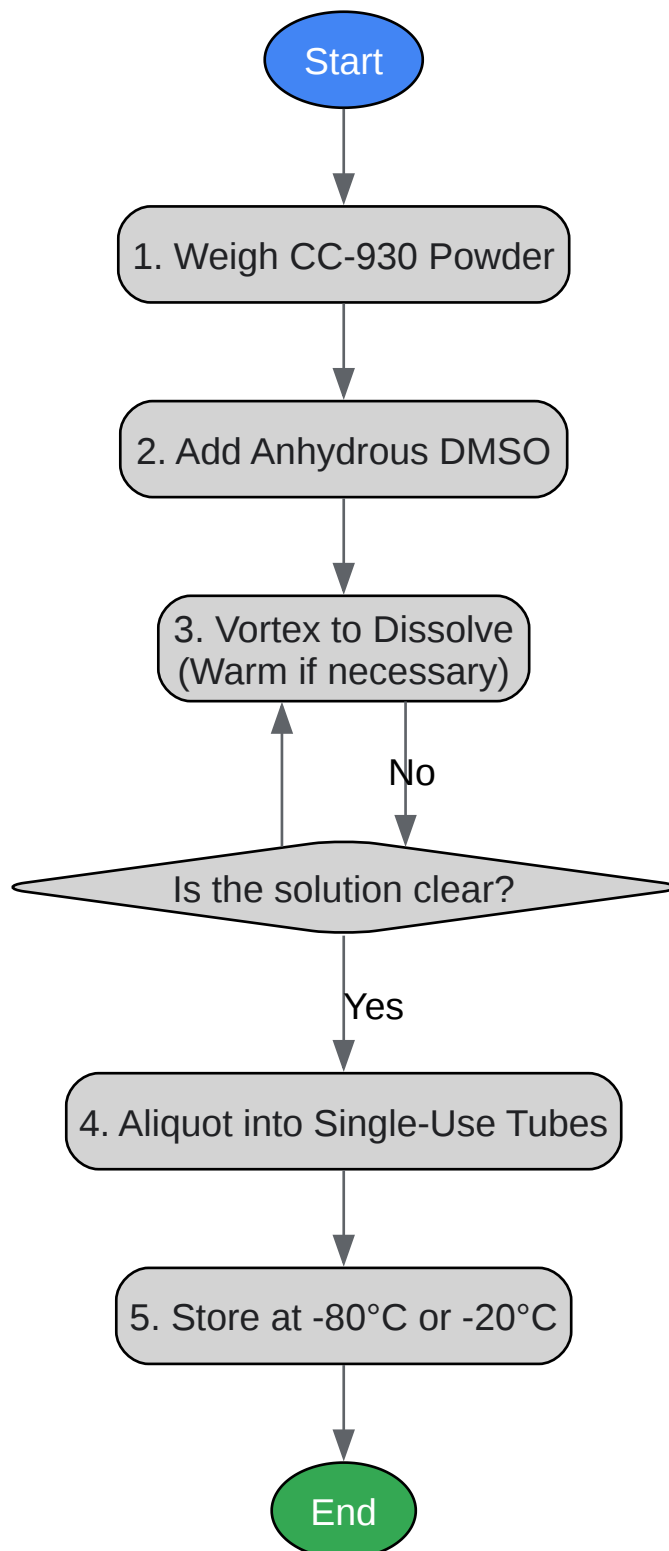 Start
1. Weigh CC-930 Powder
2. Add Anhydrous DMSO
3. Vortex to Dissolve
(Warm if necessary)
No
Is the solution clear?
Yes
4. Aliquot into Single-Use Tubes
5. Store at -80°C or -20°C
End